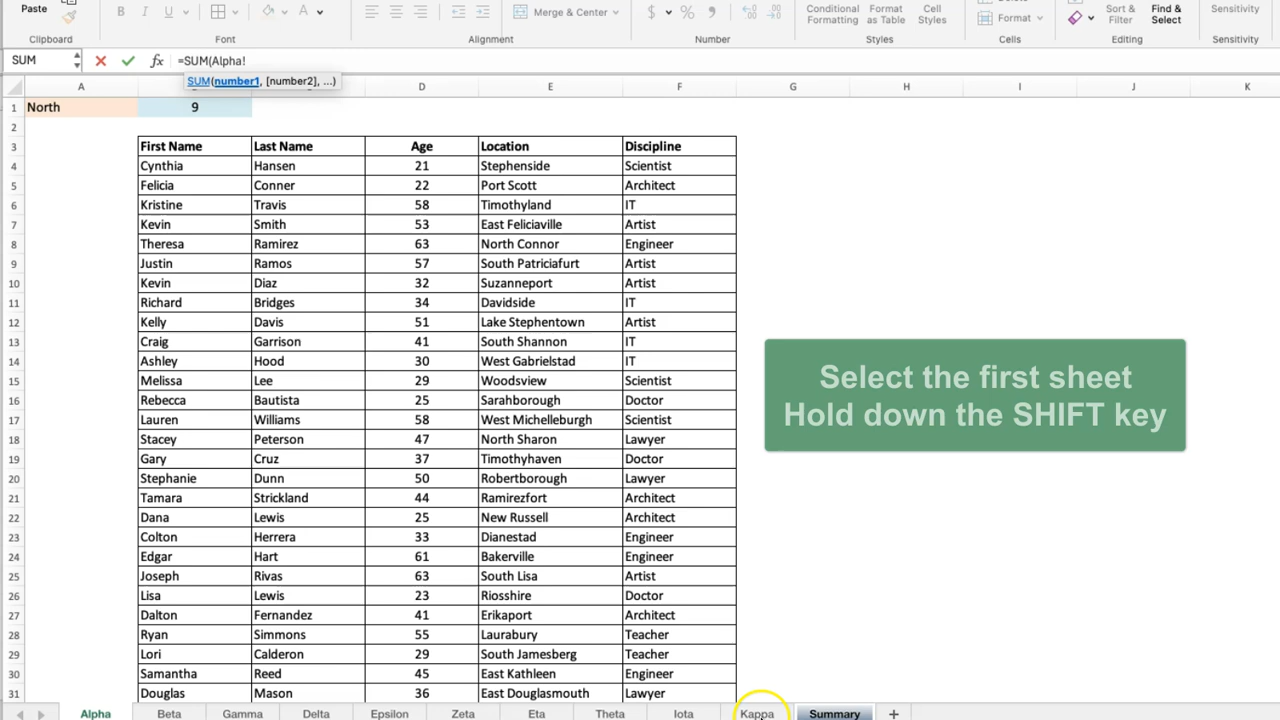 Paste B I U A Merge & Center $ % Conditional Formatting Format as Table Cell Styles Format Sort & Filter Find & Select Sensitivity
Clipboard Font Alignment Number Styles Cells Editing Sensitivity
SUM fx =SUM(Alpha!
SUM(number1, [number2], ...)
A D E F G H I J K
1 North 9
2
3 First Name Last Name Age Location Discipline
4 Cynthia Hansen 21 Stephenside Scientist
5 Felicia Conner 22 Port Scott Architect
6 Kristine Travis 58 Timothyland IT
7 Kevin Smith 53 East Feliciaville Artist
8 Theresa Ramirez 63 North Connor Engineer
9 Justin Ramos 57 South Patriciafurt Artist
10 Kevin Diaz 32 Suzanneport Artist
11 Richard Bridges 34 Davidside IT
12 Kelly Davis 51 Lake Stephentown Artist
13 Craig Garrison 41 South Shannon IT
14 Ashley Hood 30 West Gabrielstad IT
15 Melissa Lee 29 Woodsview Scientist
16 Rebecca Bautista 25 Sarahborough Doctor
17 Lauren Williams 58 West Michelleburgh Scientist
18 Stacey Peterson 47 North Sharon Lawyer
19 Gary Cruz 37 Timothyhaven Doctor
20 Stephanie Dunn 50 Robertborough Lawyer
21 Tamara Strickland 44 Ramirezfort Architect
22 Dana Lewis 25 New Russell Architect
23 Colton Herrera 33 Dianestad Engineer
24 Edgar Hart 61 Bakerville Engineer
25 Joseph Rivas 63 South Lisa Artist
26 Lisa Lewis 23 Riosshire Doctor
27 Dalton Fernandez 41 Erikaport Architect
28 Ryan Simmons 55 Laurabury Teacher
29 Lori Calderon 29 South Jamesberg Teacher
30 Samantha Reed 45 East Kathleen Engineer
31 Douglas Mason 36 East Douglasmouth Lawyer
Select the first sheet
Hold down the SHIFT key
Alpha Beta Gamma Delta Epsilon Zeta Eta Theta Iota Kappa Summary +